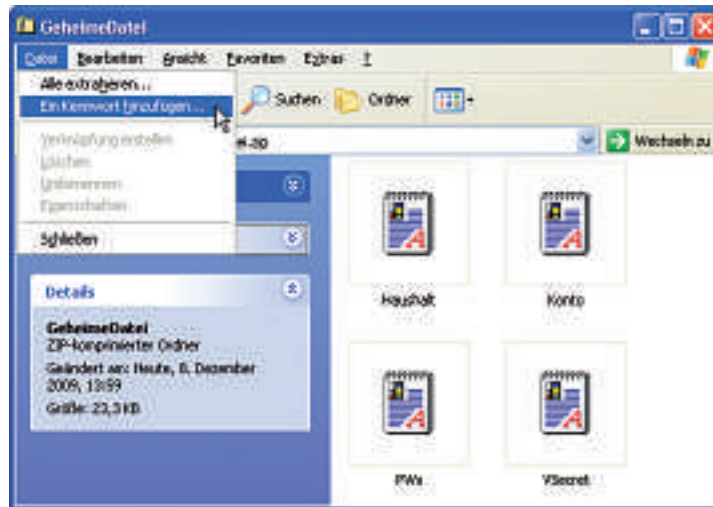 GeheimeDatei
Datei Bearbeiten Ansicht Favoriten Extras ?
Alle extrahieren...
Ein Kennwort hinzufügen...
Suchen Ordner
Verknüpfung erstellen
Löschen
Umbenennen
Eigenschaften
Schließen
ei.zip
Wechseln zu
Details
GeheimeDatei
ZIP-komprimierter Ordner
Geändert am: Heute, 8. Dezember
2009, 13:59
Größe: 23,3 KB
Haushalt
Konto
PWs
VSecret